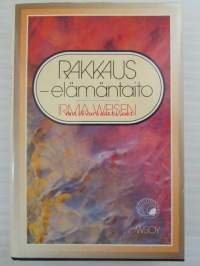 RAKKAUS
–elämäntaito
IRMA WEISEN
WSOY